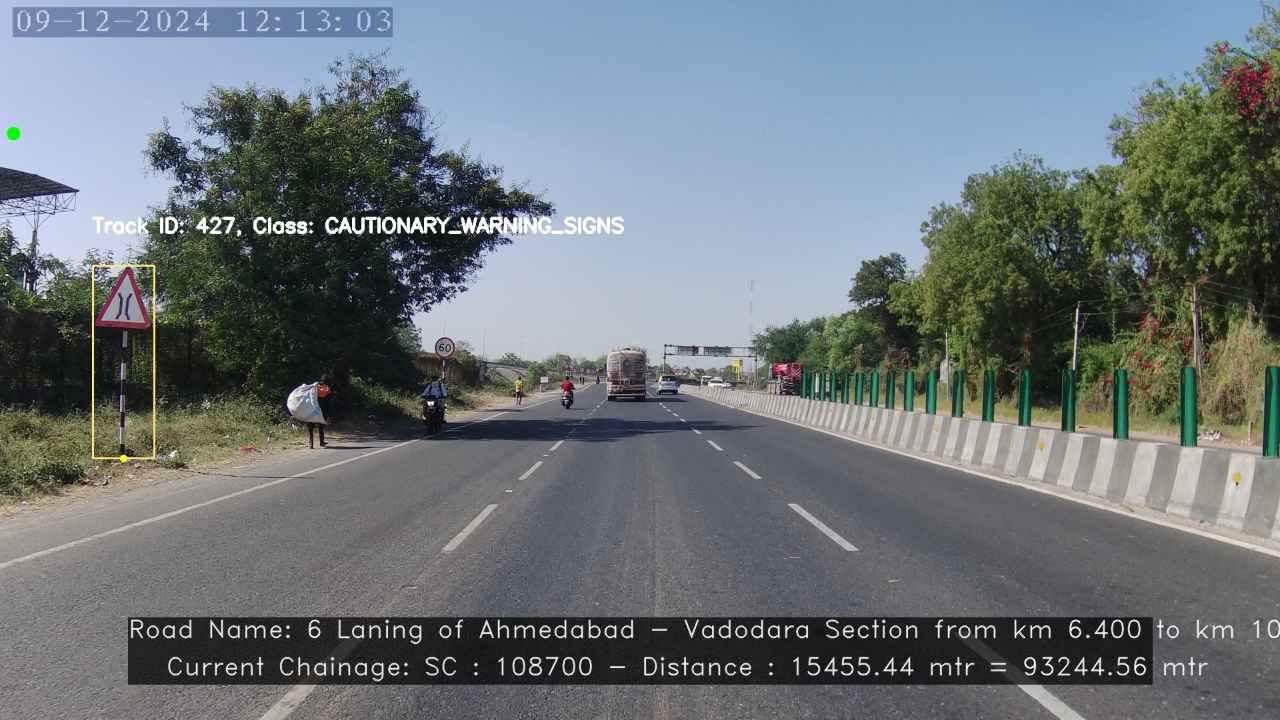 09-12-2024 12:13:03
Track ID: 427, Class: CAUTIONARY_WARNING_SIGNS
60
Road Name: 6 Laning of Ahmedabad - Vadodara Section from km 6.400 to km 10
Current Chainage: SC : 108700 - Distance : 15455.44 mtr = 93244.56 mtr